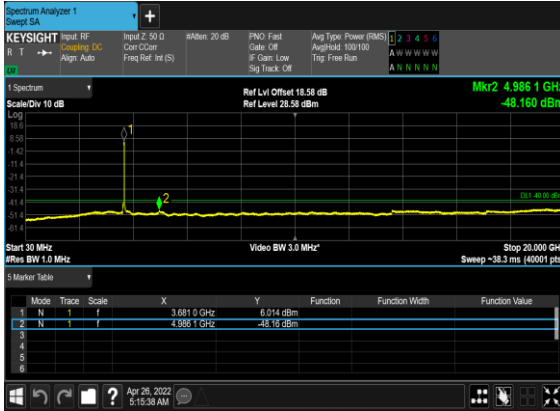 Spectrum Analyzer 1
Swept SA
+
KEYSIGHT Input: RF Input Z: 50 Ω #Atten: 20 dB PNO: Fast Avg Type: Power (RMS) 1 2 3 4 5 6
R T Coupling: DC Corr CCorr Gate: Off Avg|Hold: 100/100 A W W W W W
Align: Auto Freq Ref: Int (S) IF Gain: Low Trig: Free Run
Sig Track: Off A N N N N N
1 Spectrum Ref Lvl Offset 18.58 dB Mkr2 4.986 1 GHz
Scale/Div 10 dB Ref Level 28.58 dBm -48.160 dBm
Log
18.6
8.58
-1.42
-11.4
-21.4
-31.4
-41.4
-51.4
-61.4
1
2
DL1 -40.00 dBm
Start 30 MHz Video BW 3.0 MHz* Stop 20.000 GHz
#Res BW 1.0 MHz Sweep ~38.3 ms (40001 pts)
5 Marker Table
Mode Trace Scale X Y Function Function Width Function Value
1 N 1 f 3.681 0 GHz 6.014 dBm
2 N 1 f 4.986 1 GHz -48.16 dBm
3
4
5
6
? Apr 26, 2022
5:15:38 AM